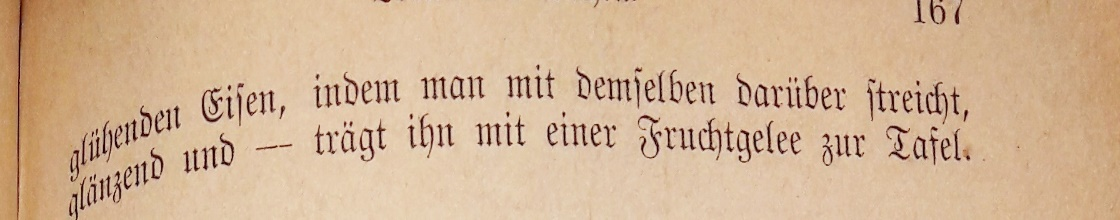 167
glühenden Eisen, indem man mit demselben darüber streicht,
glänzend und — trägt ihn mit einer Fruchtgelee zur Tafel.